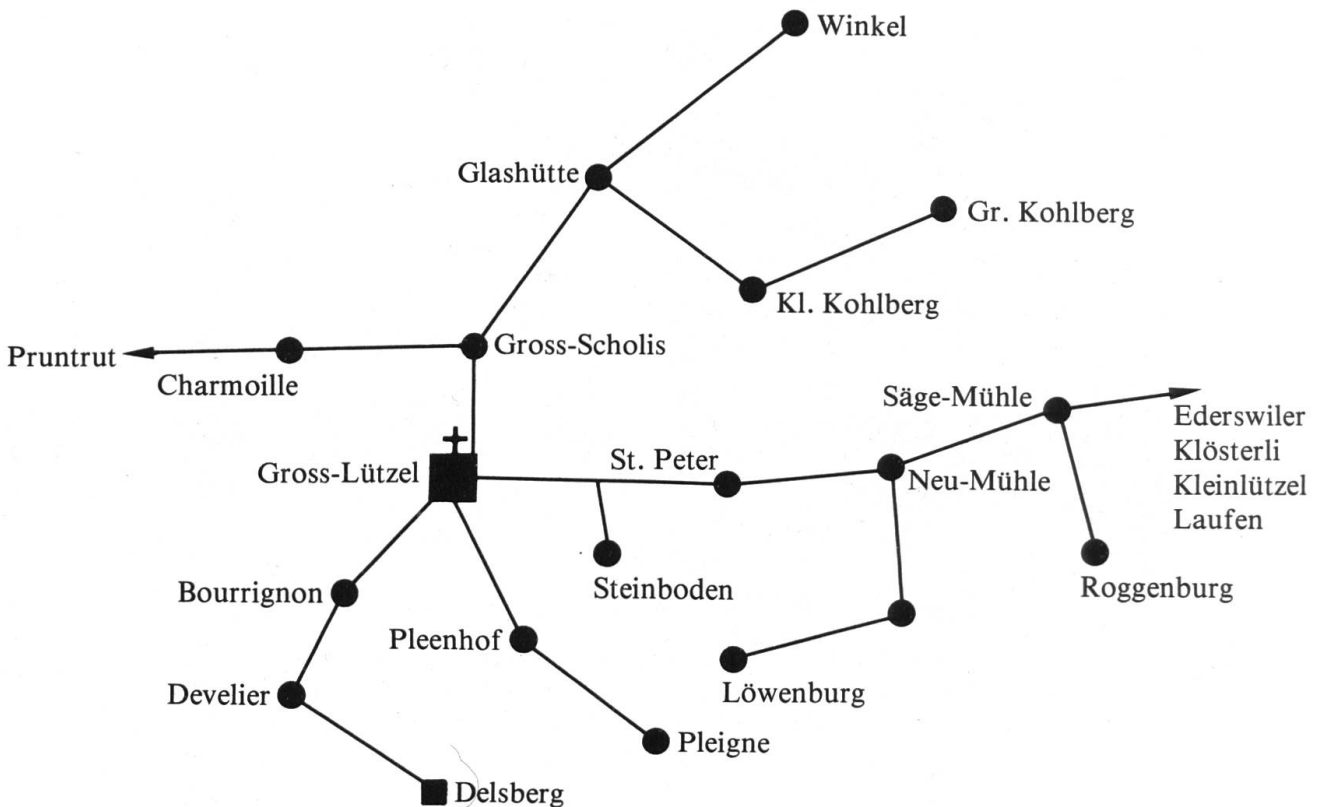 Winkel
Glashütte
Gr. Kohlberg
Kl. Kohlberg
Gross-Scholis
Pruntrut
Charmoille
Säge-Mühle
Ederswiler
Klösterli
Kleinlützel
Laufen
St. Peter
Gross-Lützel
Neu-Mühle
Steinboden
Roggenburg
Bourrignon
Pleenhof
Löwenburg
Develier
Pleigne
Delsberg